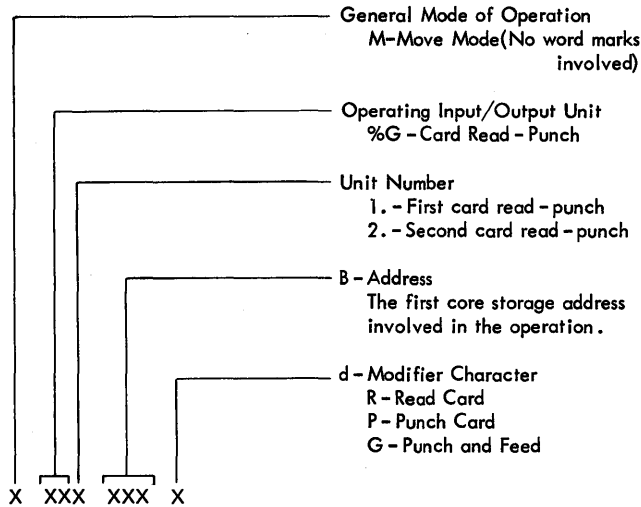 General Mode of Operation
M-Move Mode(No word marks
involved)
Operating Input/Output Unit
%G - Card Read - Punch
Unit Number
1. - First card read - punch
2. - Second card read - punch
B - Address
The first core storage address
involved in the operation.
d - Modifier Character
R - Read Card
P - Punch Card
G - Punch and Feed
X XXX XXX X